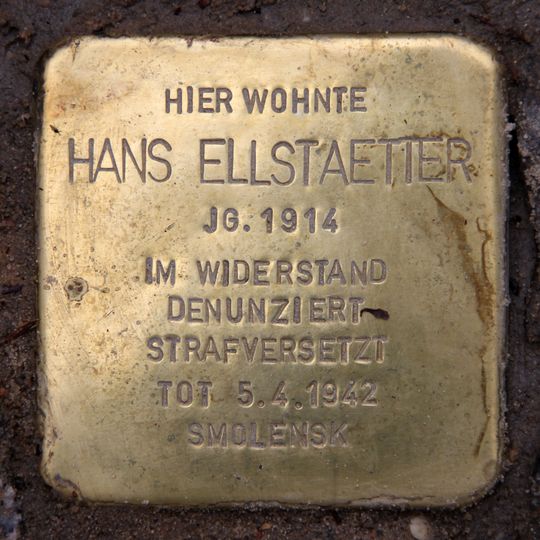 HIER WOHNTE
HANS ELLSTAETTER
JG. 1914
IM WIDERSTAND
DENUNZIERT
STRAFVERSETZT
TOT 5.4.1942
SMOLENSK